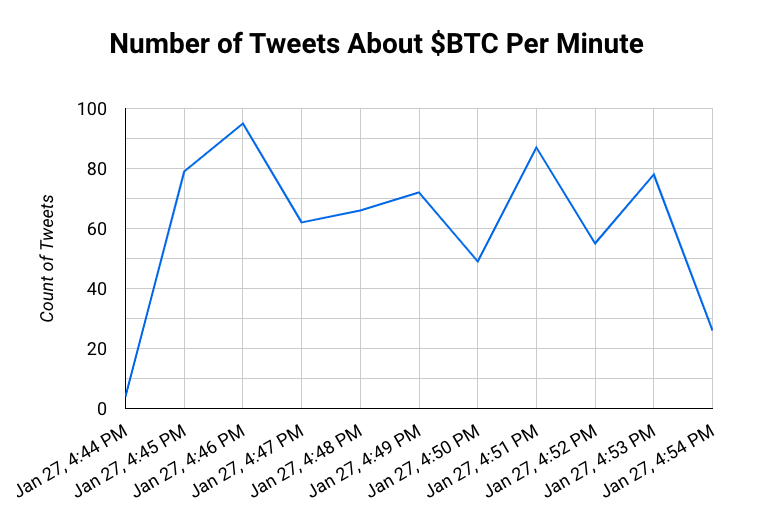 Number of Tweets About $BTC Per Minute
Count of Tweets
100
80
60
40
20
0
Jan 27, 4:44 PM
Jan 27, 4:45 PM
Jan 27, 4:46 PM
Jan 27, 4:47 PM
Jan 27, 4:48 PM
Jan 27, 4:49 PM
Jan 27, 4:50 PM
Jan 27, 4:51 PM
Jan 27, 4:52 PM
Jan 27, 4:53 PM
Jan 27, 4:54 PM